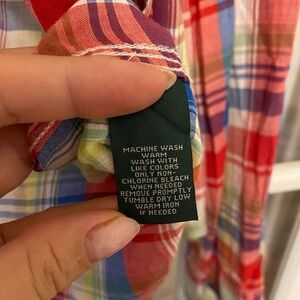 MACHINE WASH
WARM
WASH WITH
LIKE COLORS
ONLY NON-
CHLORINE BLEACH
WHEN NEEDED
REMOVE PROMPTLY
TUMBLE DRY LOW
WARM IRON
IF NEEDED